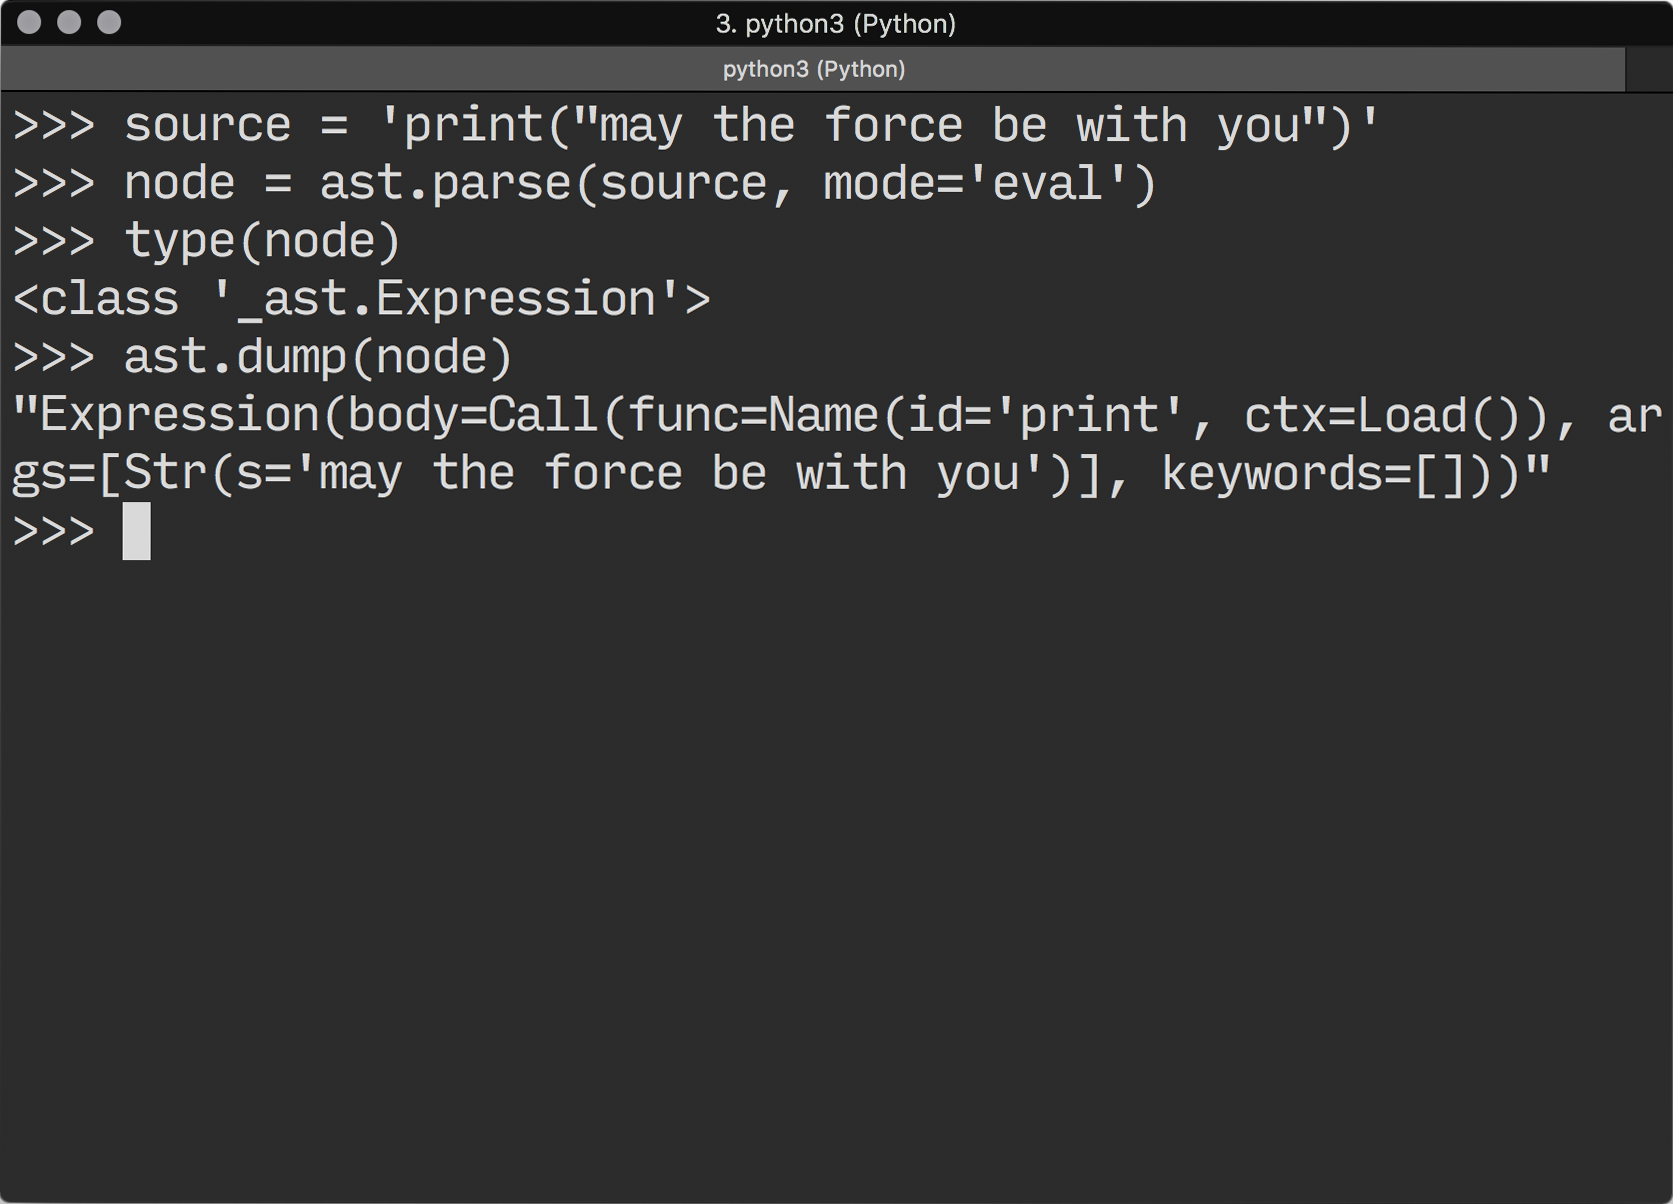 3. python3 (Python)
python3 (Python)
>>> source = 'print("may the force be with you")'
>>> node = ast.parse(source, mode='eval')
>>> type(node)
<class '_ast.Expression'>
>>> ast.dump(node)
"Expression(body=Call(func=Name(id='print', ctx=Load()), ar
gs=[Str(s='may the force be with you')], keywords=[]))"
>>>